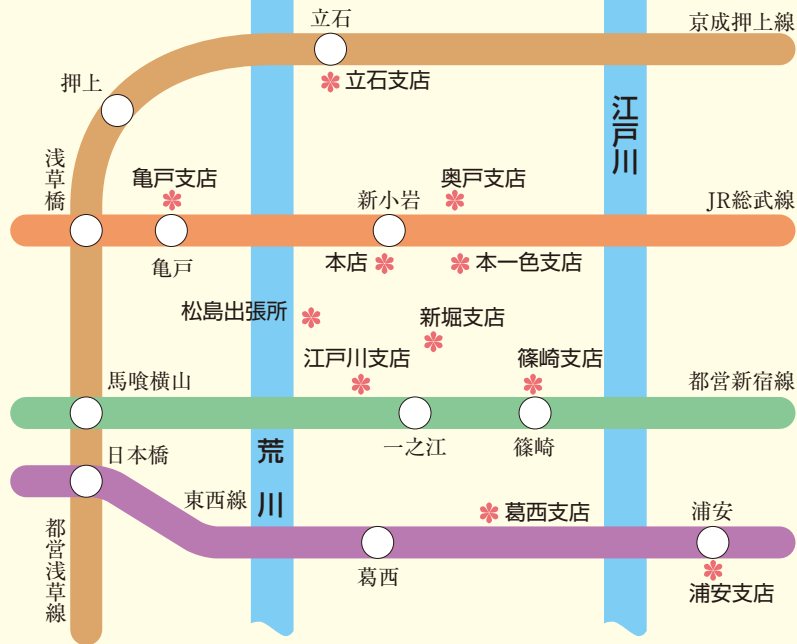 立石
京成押上線
押上
立石支店
江戸川
浅草橋
亀戸支店
奥戸支店
新小岩
JR総武線
亀戸
本店
本一色支店
松島出張所
新堀支店
江戸川支店
篠崎支店
馬喰横山
都営新宿線
一之江
篠崎
荒川
日本橋
東西線
葛西支店
浦安
都営浅草線
葛西
浦安支店